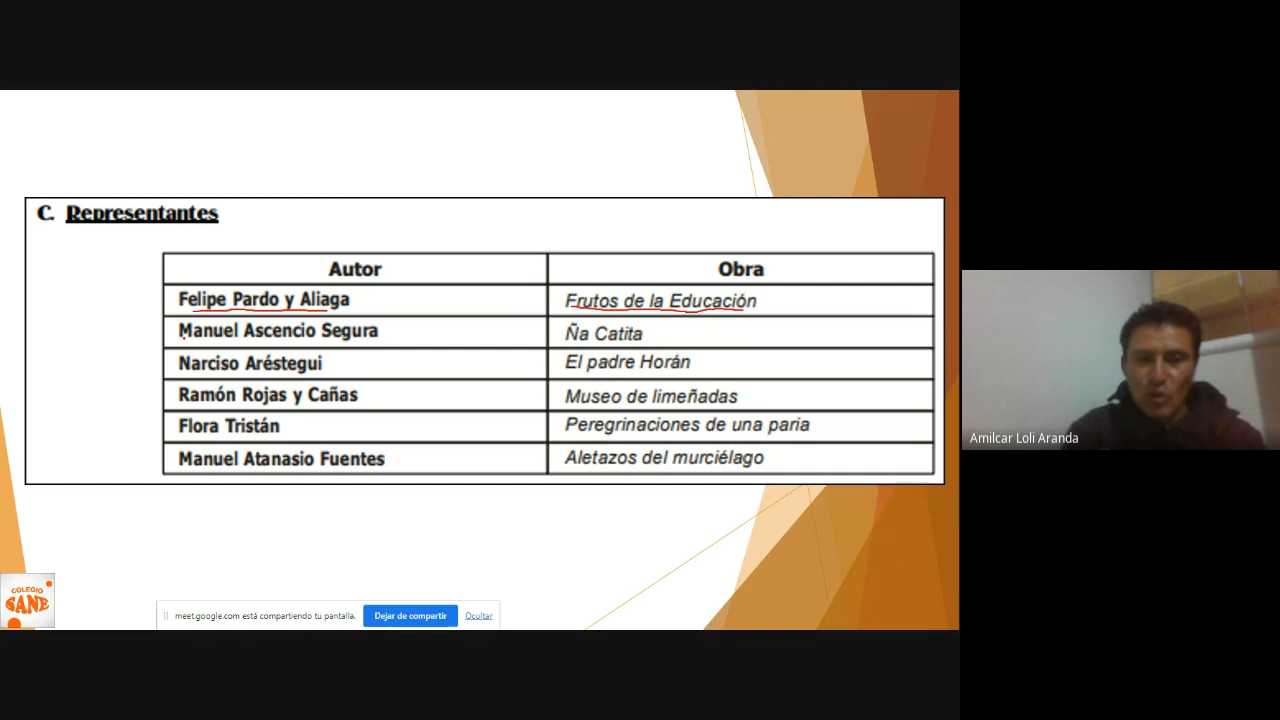 C. Representantes
Autor Obra
Felipe Pardo y Aliaga Frutos de la Educación
Manuel Ascencio Segura Ña Catita
Narciso Aréstegui El padre Horán
Ramón Rojas y Cañas Museo de limeñadas
Flora Tristán Peregrinaciones de una paria
Manuel Atanasio Fuentes Aletazos del murciélago
Amilcar Loli Aranda
COLEGIO
SANE
meet.google.com está compartiendo tu pantalla. Dejar de compartir Ocultar